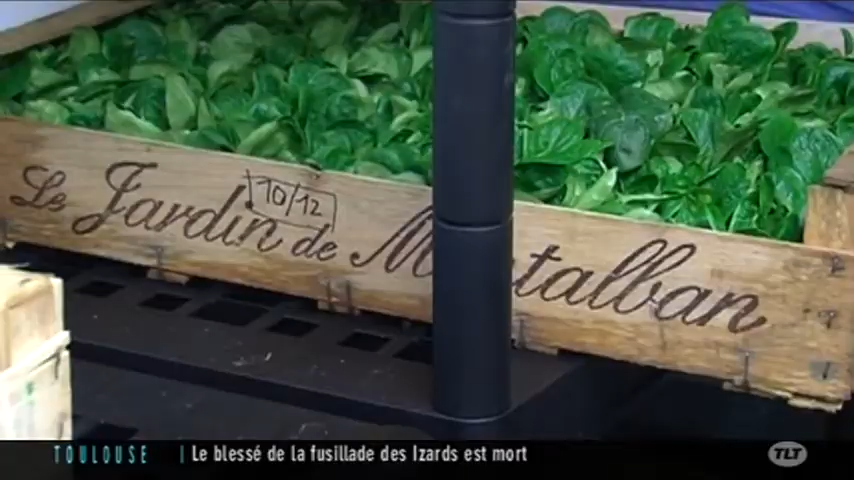 10/12
Le Jardin de M talban
TOULOUSE | Le blessé de la fusillade des Izards est mort
TLT